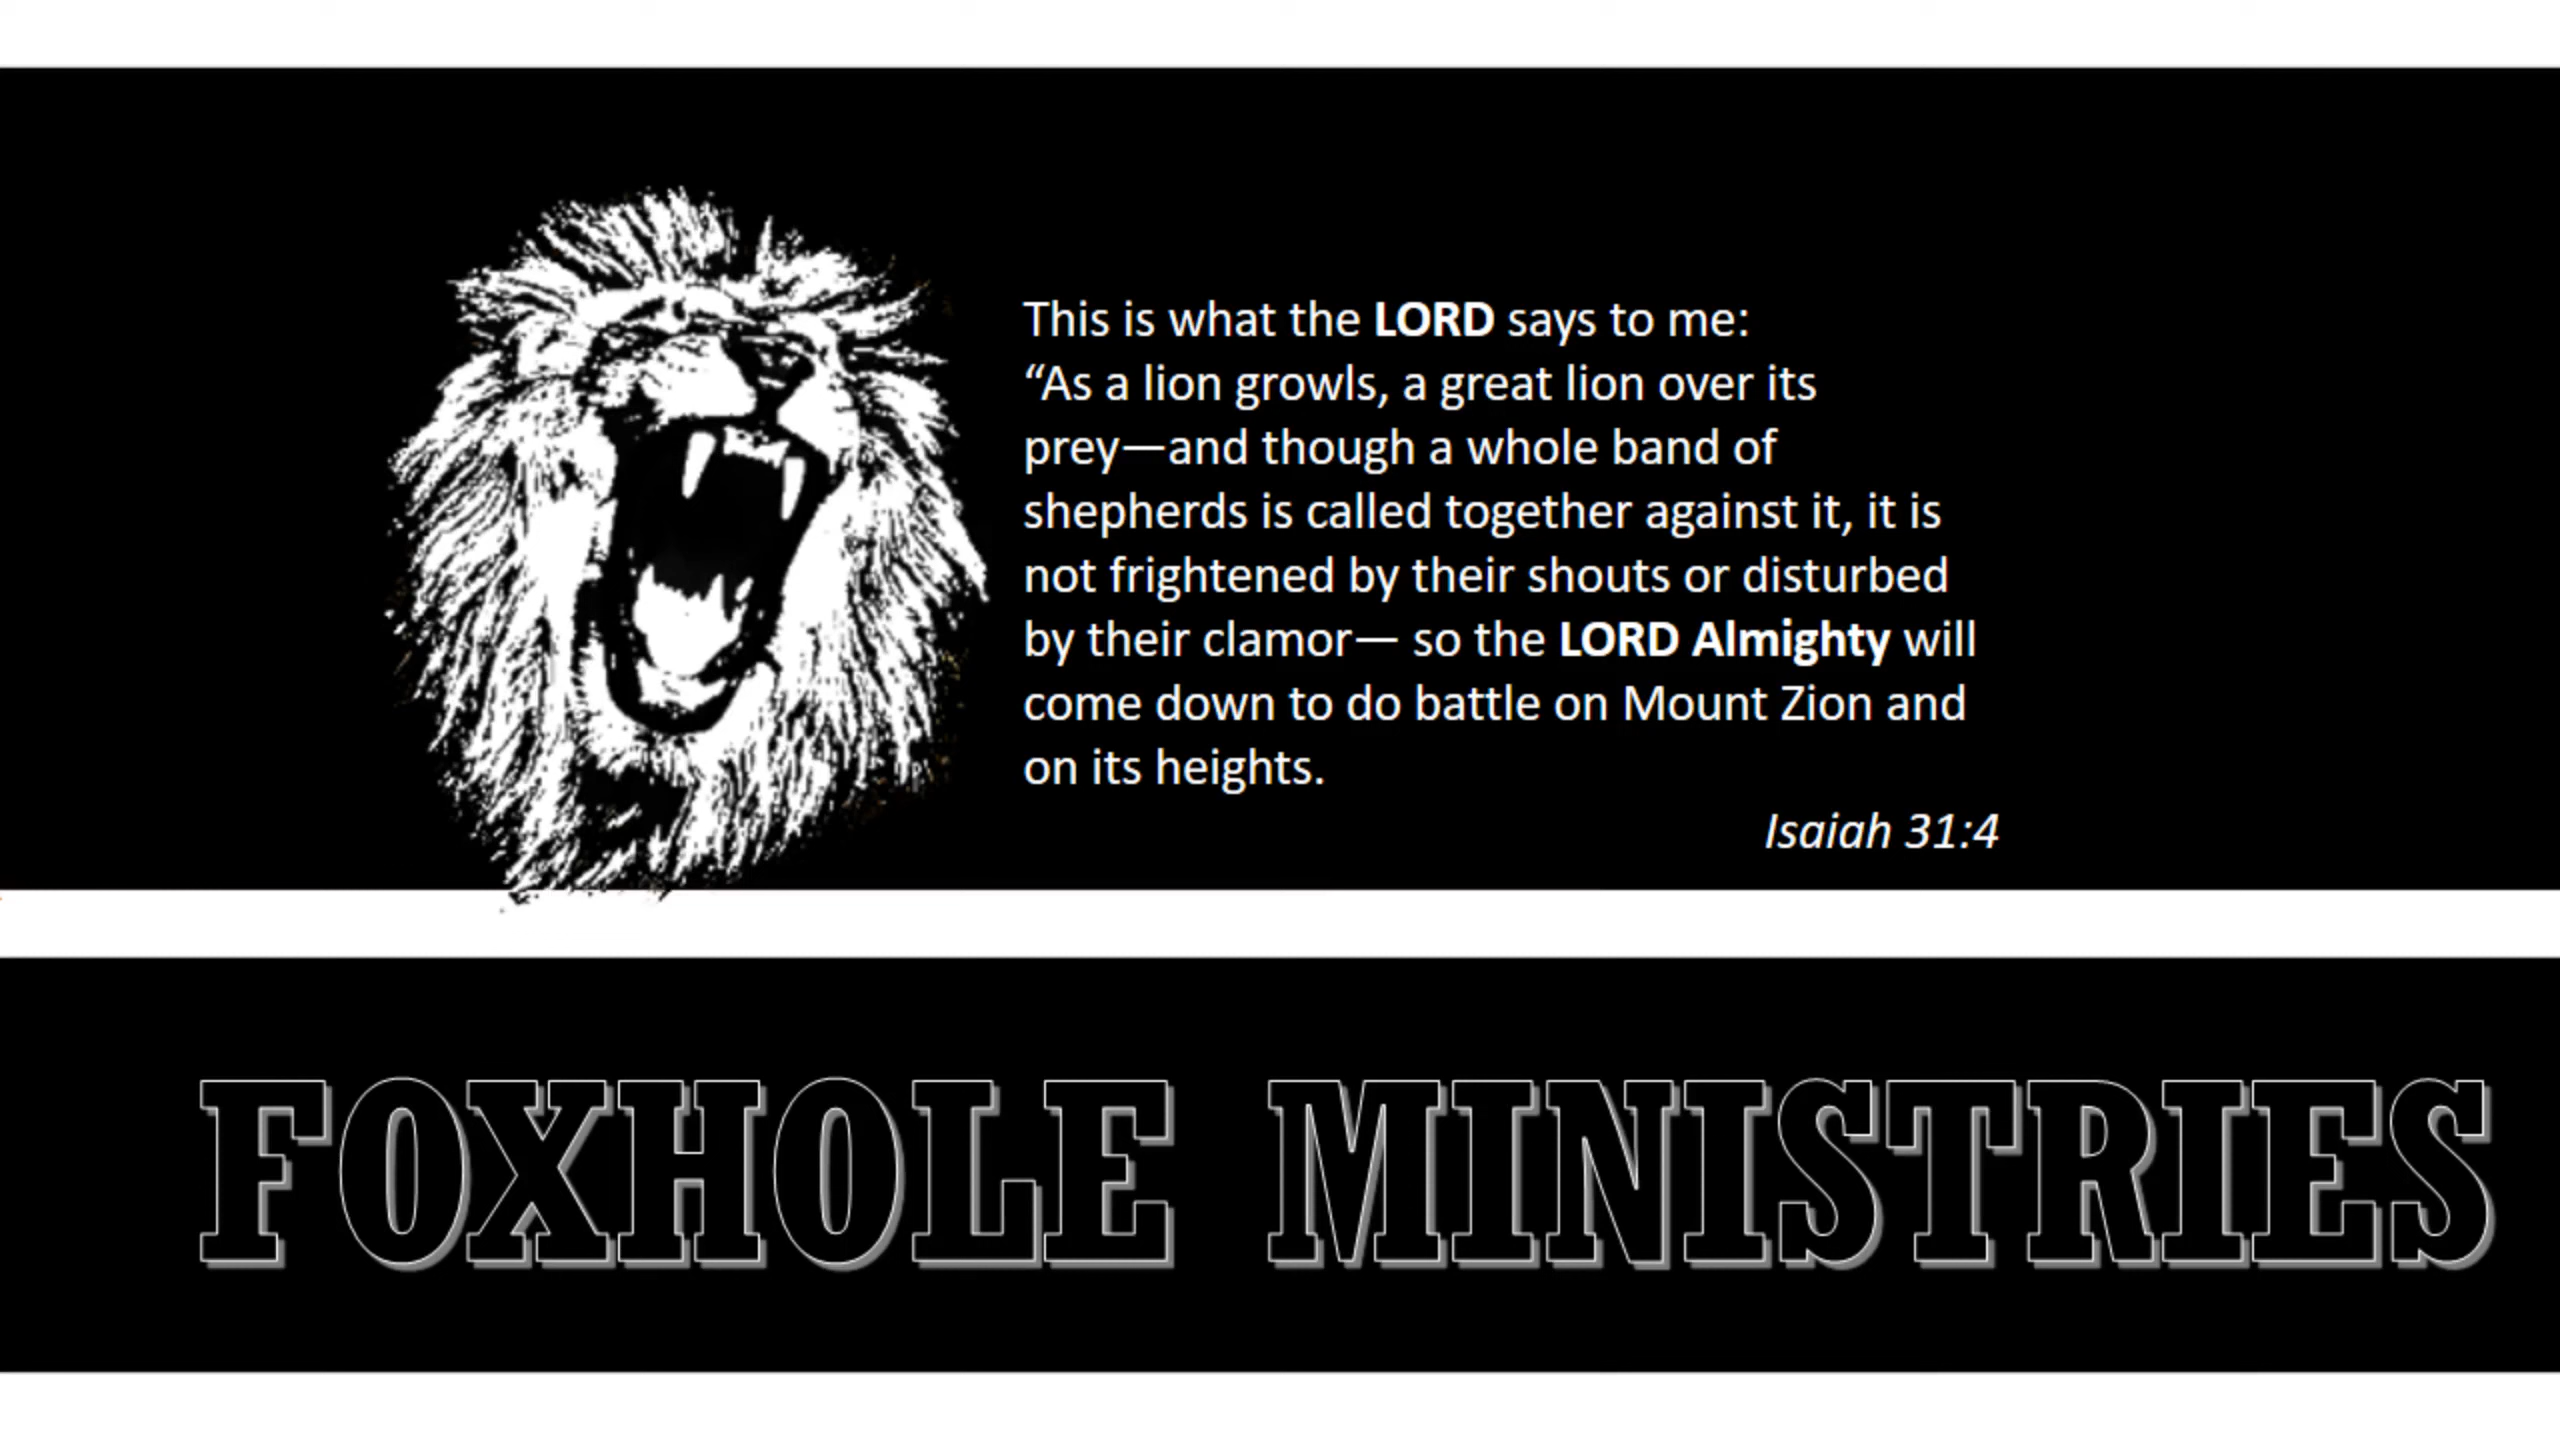 This is what the LORD says to me:
“As a lion growls, a great lion over its
prey—and though a whole band of
shepherds is called together against it, it is
not frightened by their shouts or disturbed
by their clamor— so the LORD Almighty will
come down to do battle on Mount Zion and
on its heights.
Isaiah 31:4
FOXHOLE MINISTRIES